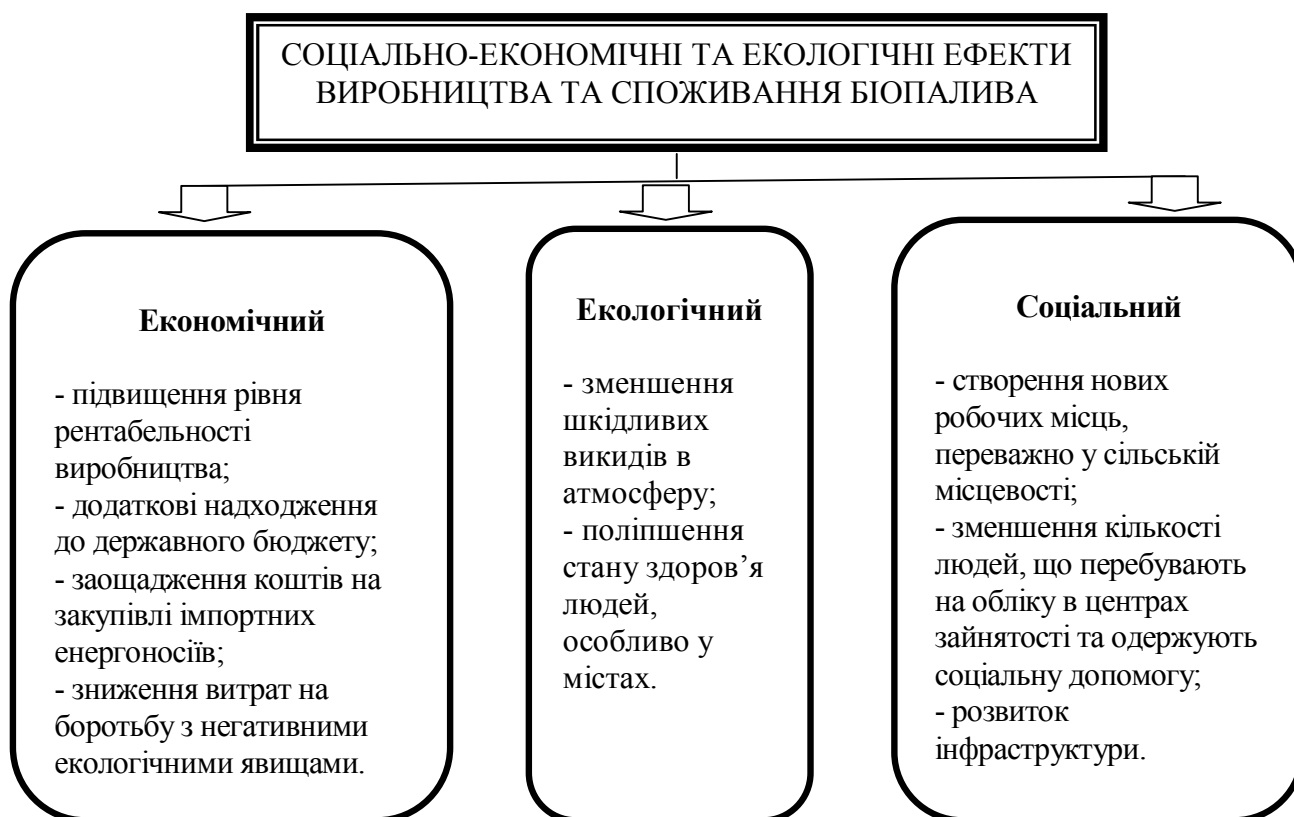 СОЦІАЛЬНО-ЕКОНОМІЧНІ ТА ЕКОЛОГІЧНІ ЕФЕКТИ
ВИРОБНИЦТВА ТА СПОЖИВАННЯ БІОПАЛИВА
Економічний
- підвищення рівня
рентабельності
виробництва;
- додаткові надходження
до державного бюджету;
- заощадження коштів на
закупівлі імпортних
енергоносіїв;
- зниження витрат на
боротьбу з негативними
екологічними явищами.
Екологічний
- зменшення
шкідливих
викидів в
атмосферу;
- поліпшення
стану здоров’я
людей,
особливо у
містах.
Соціальний
- створення нових
робочих місць,
переважно у сільській
місцевості;
- зменшення кількості
людей, що перебувають
на обліку в центрах
зайнятості та одержують
соціальну допомогу;
- розвиток
інфраструктури.